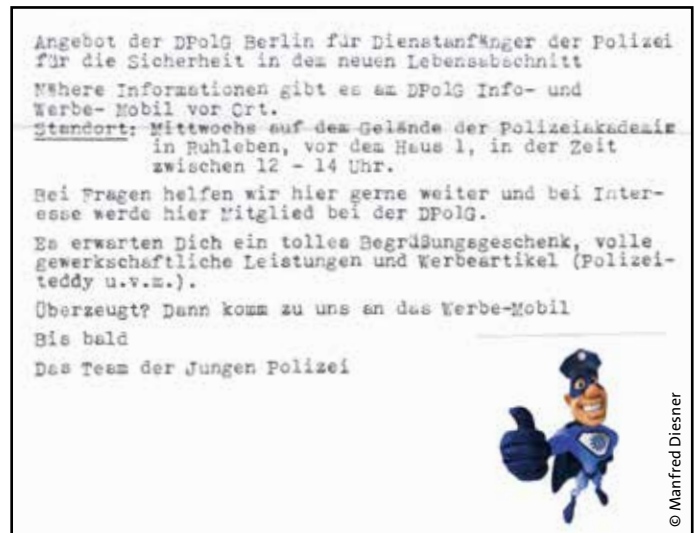 Angebot der DPolG Berlin für Dienstanfänger der Polizei
für die Sicherheit in dem neuen Lebensabschnitt
Nähere Informationen gibt es am DPolG Info- und
Werbe- Mobil vor Ort.
Standort: Mittwochs auf dem Gelände der Polizeiakademie
in Ruhleben, vor dem Haus 1, in der Zeit
zwischen 12 - 14 Uhr.
Bei Fragen helfen wir hier gerne weiter und bei Inter-
esse werde hier Mitglied bei der DPolG.
Es erwarten Dich ein tolles Begrüßungsgeschenk, volle
gewerkschaftliche Leistungen und Werbeartikel (Polizei-
teddy u.v.m.).
Überzeugt? Dann komm zu uns an das Werbe-Mobil
Bis bald
Das Team der Jungen Polizei
© Manfred Diesner